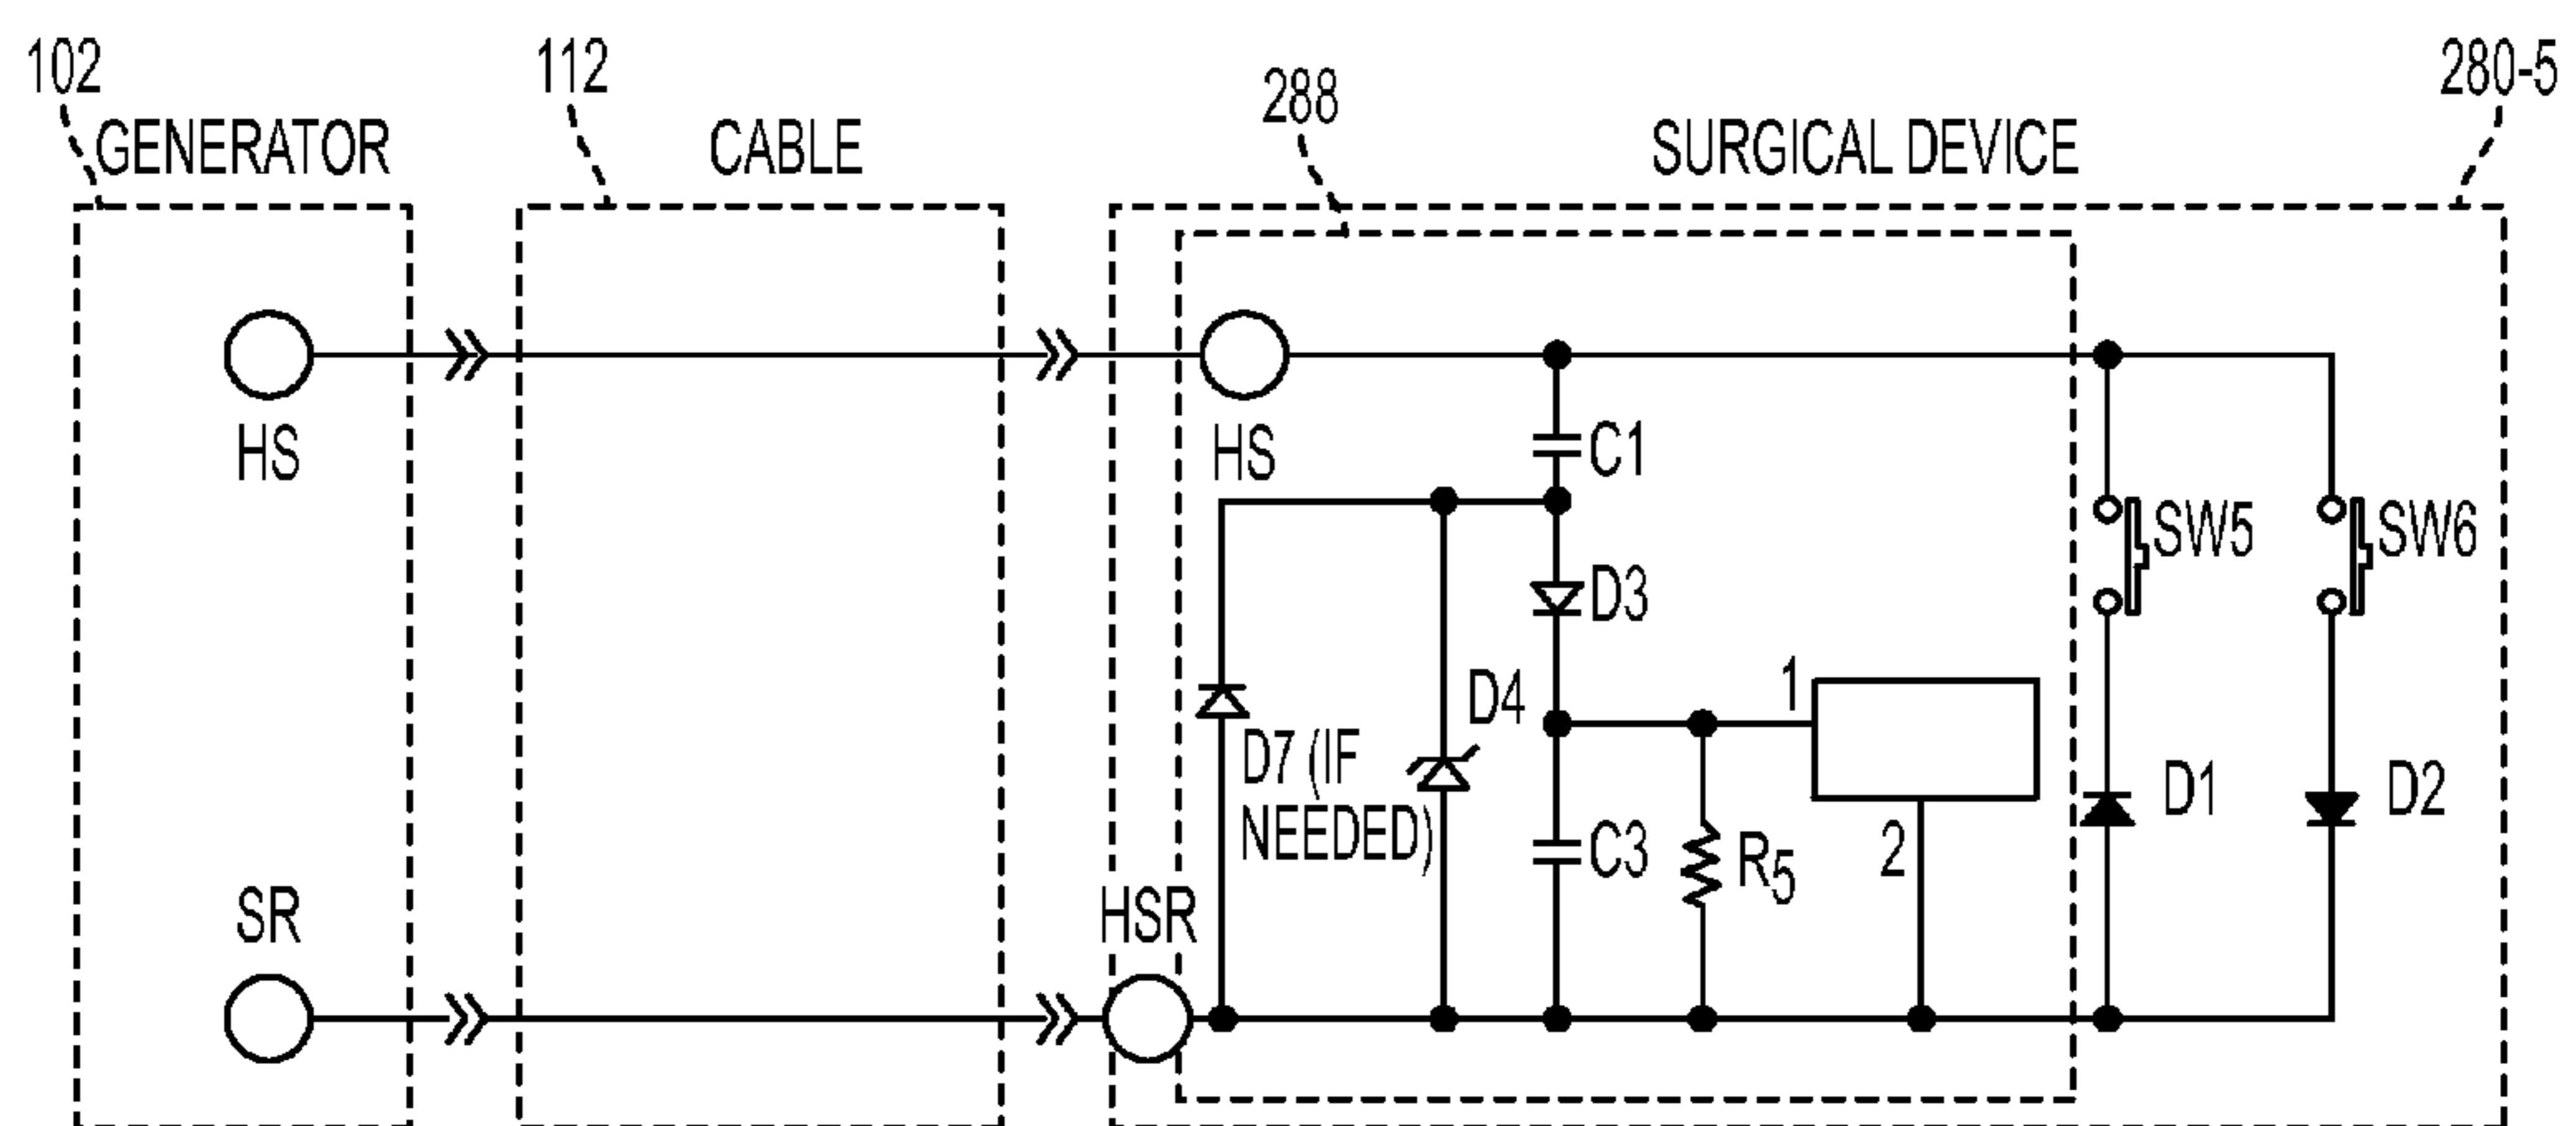 102
112
288
280-5
GENERATOR
CABLE
SURGICAL DEVICE
HS
HS
C1
SW5
SW6
D3
1
D4
D7 (IF
NEEDED)
D1
D2
C3
R5
2
SR
HSR